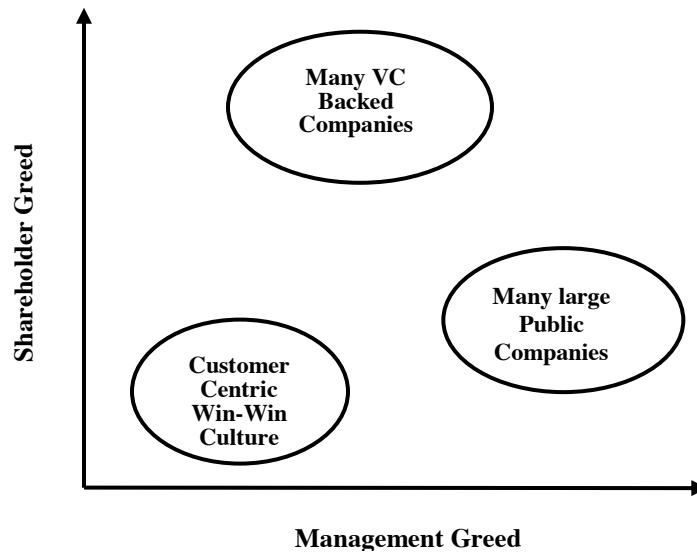 Many VC
Backed
Companies
Shareholder Greed
Many large
Public
Companies
Customer
Centric
Win-Win
Culture
Management Greed